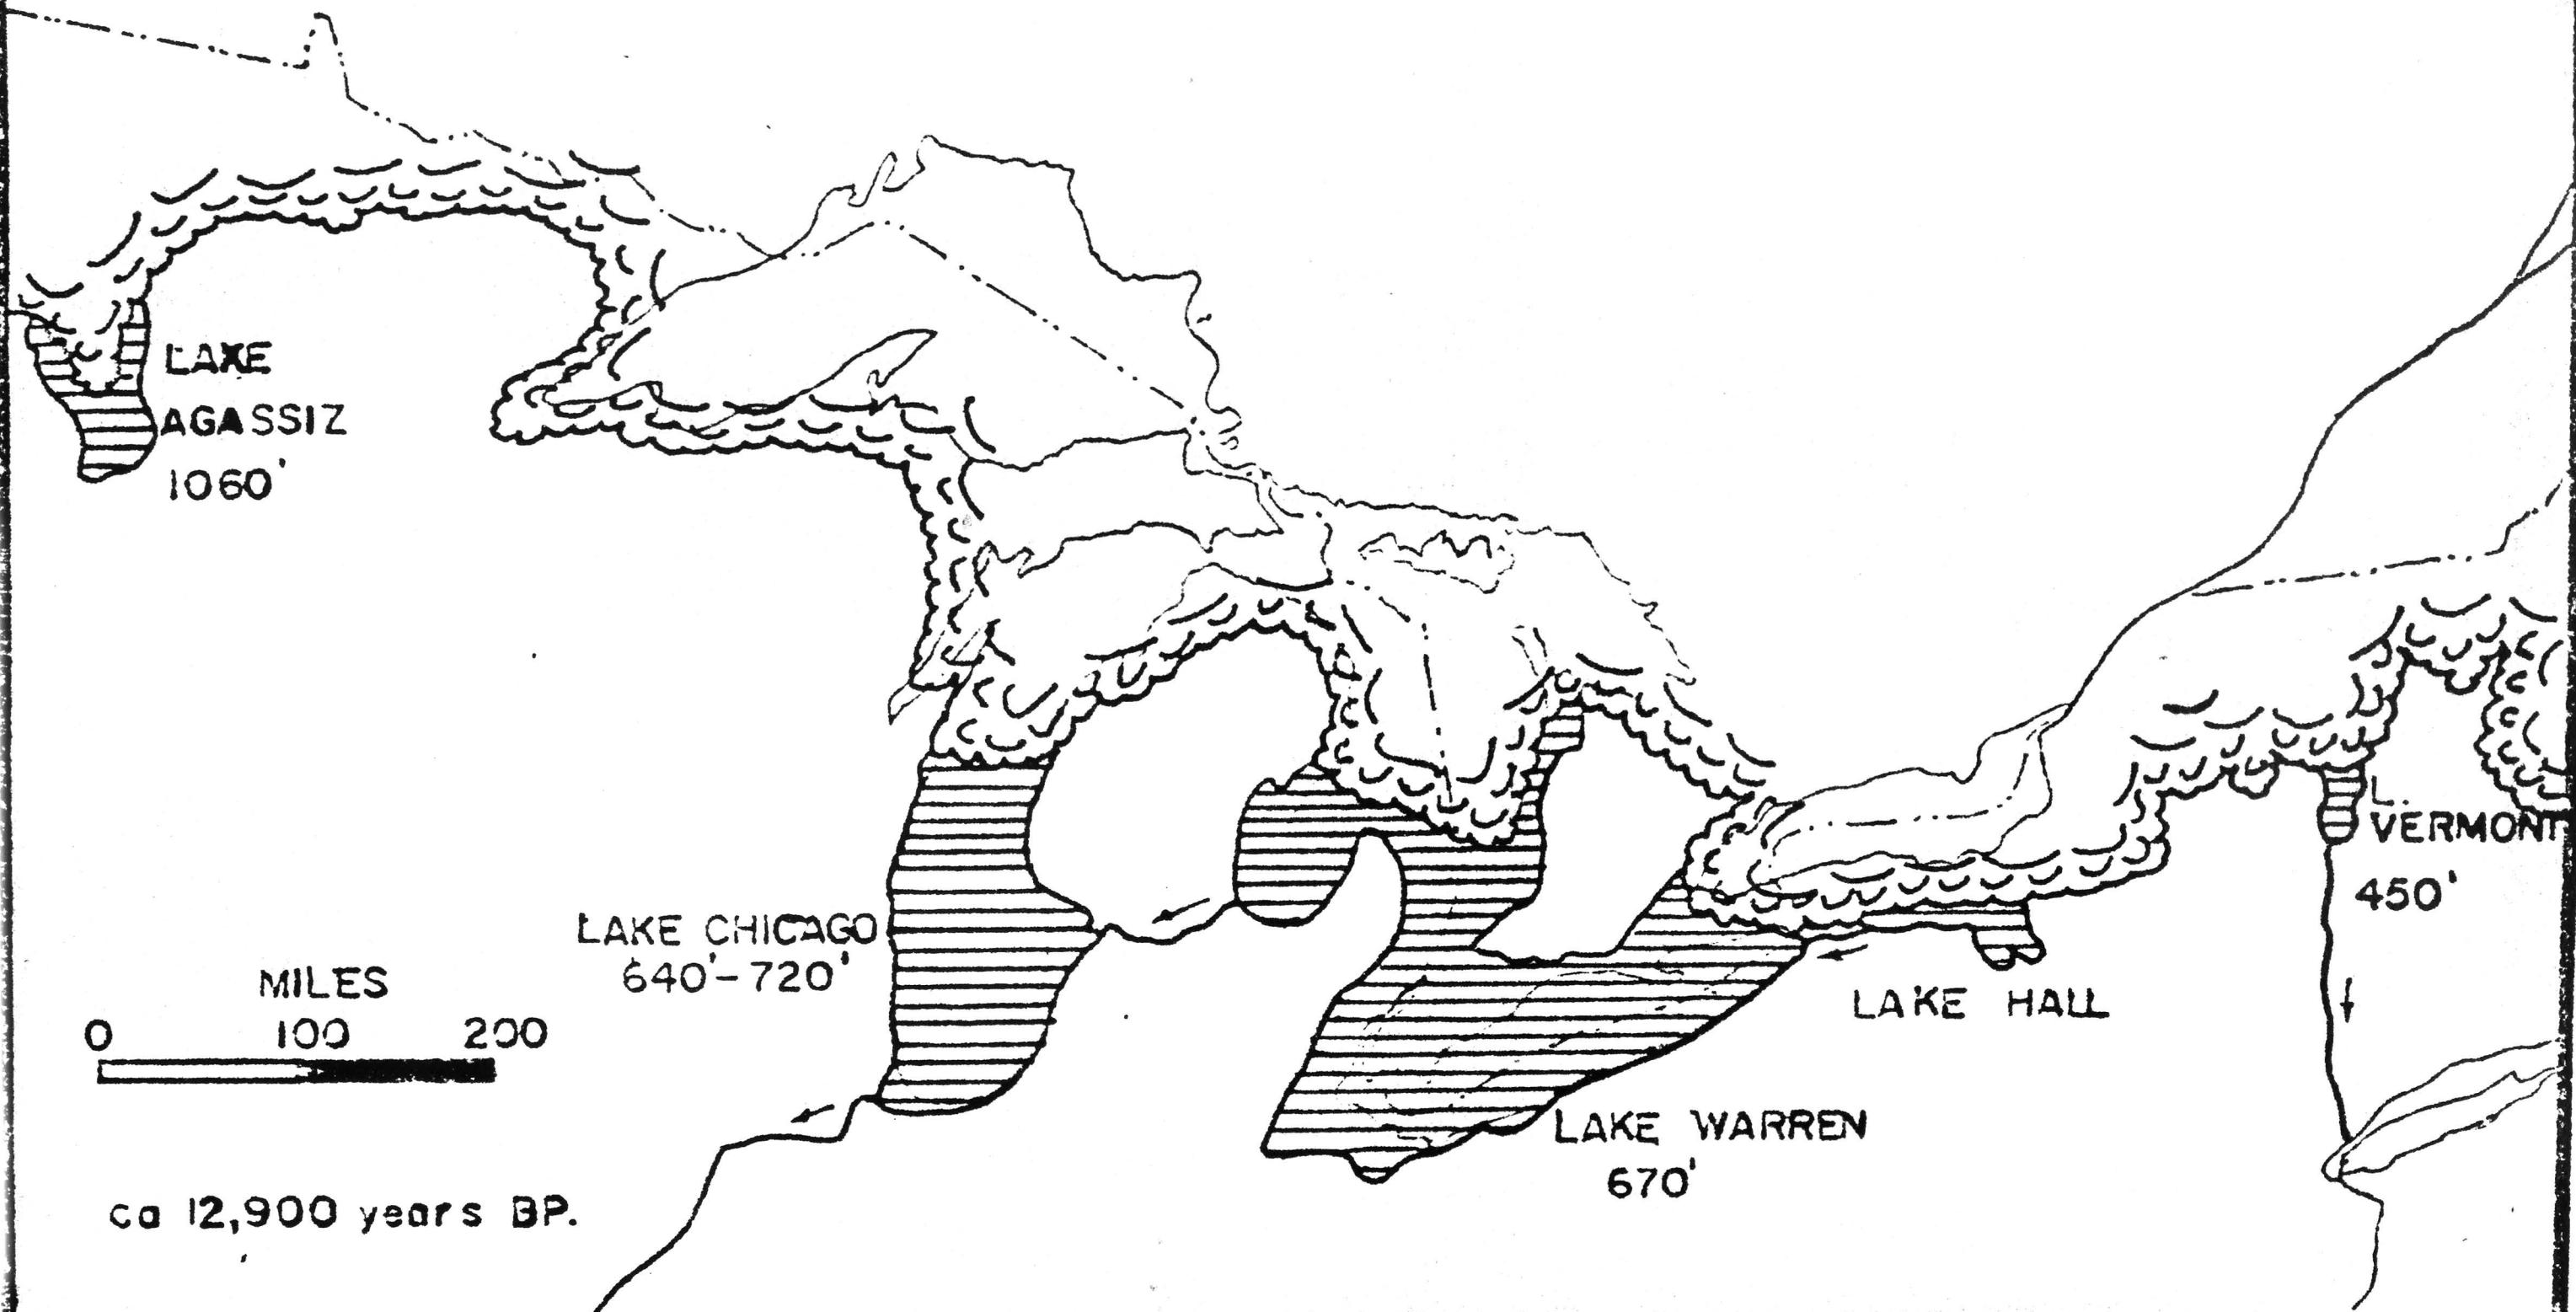 LAKE
AGASSIZ
1060'
LAKE CHICAGO
640'-720'
MILES
0 100 200
ca 12,900 years BP.
LAKE WARREN
670'
LAKE HALL
L.
VERMONT
450'